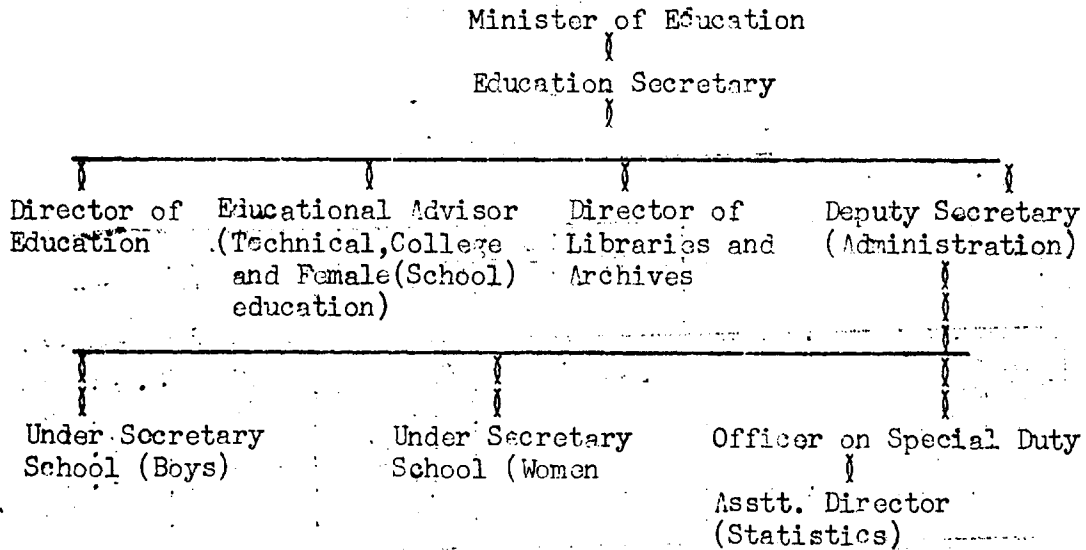 Minister of Education
Education Secretary
Director of
Education
Educational Advisor
(Technical,College
and Female(School)
education)
Director of
Libraries and
Archives
Deputy Secretary
(Administration)
Under Secretary
School (Boys)
Under Secretary
School (Women
Officer on Special Duty
Asstt. Director
(Statistics)